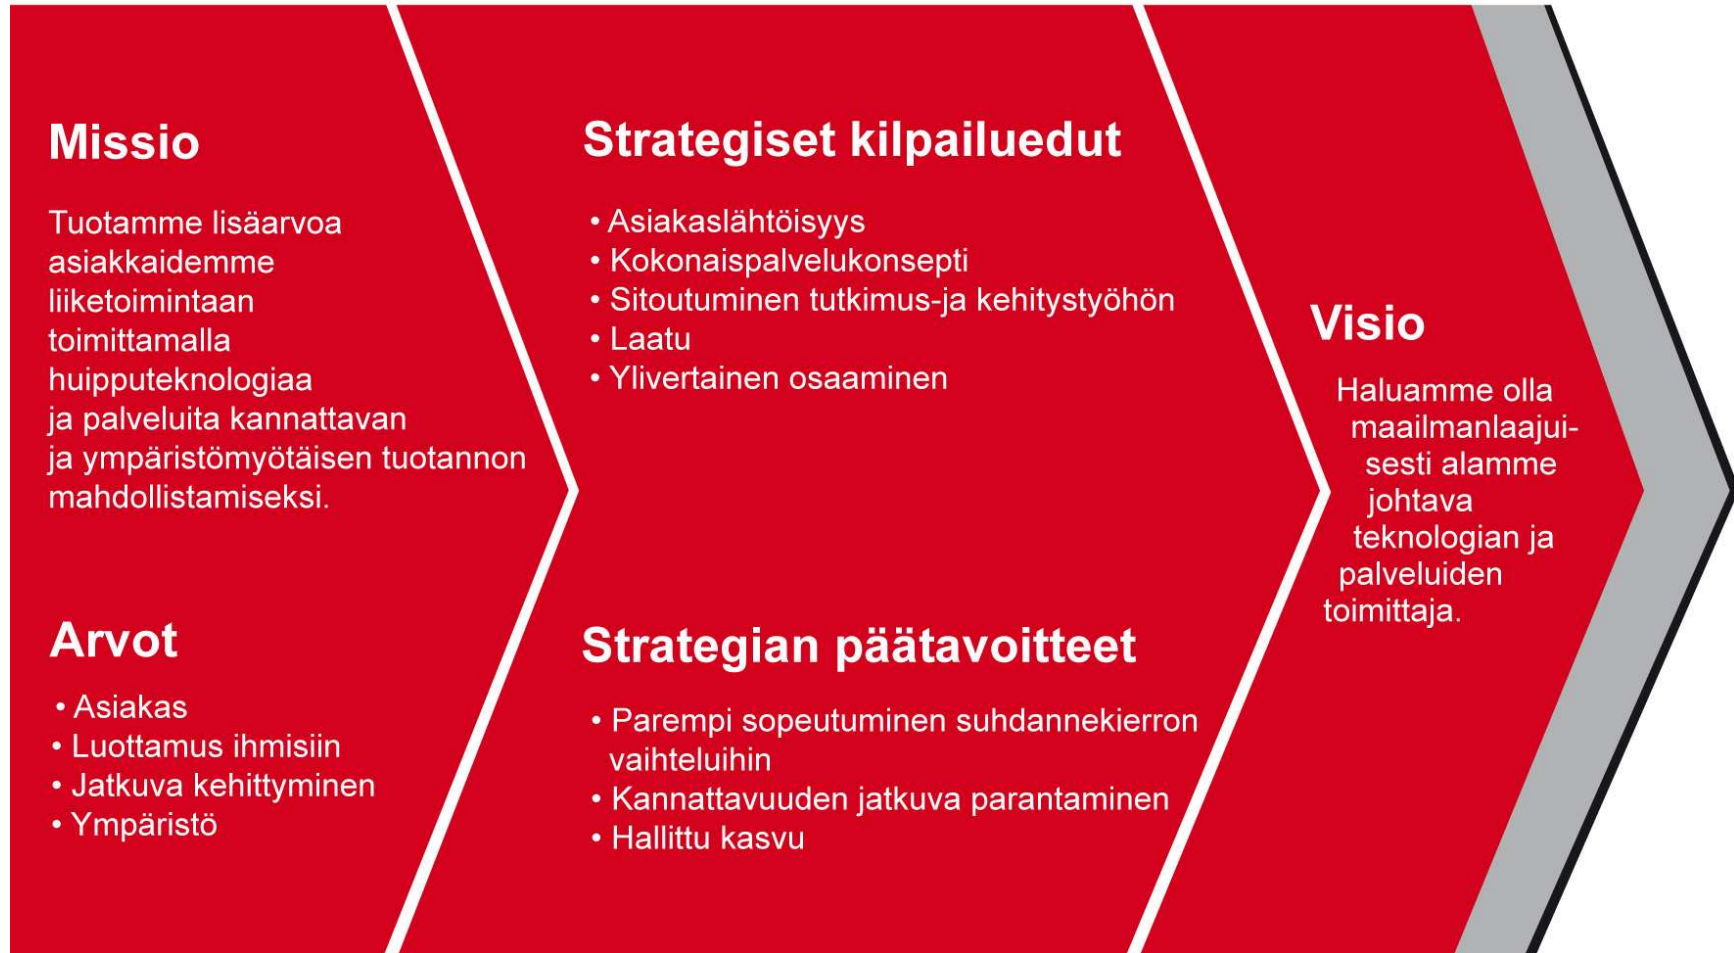 Missio
Tuotamme lisäarvoa
asiakkaidemme
liiketoimintaan
toimittamalla
huipputeknologiaa
ja palveluita kannattavan
ja ympäristömyötäisen tuotannon
mahdollistamiseksi.
Arvot
• Asiakas
• Luottamus ihmisiin
• Jatkuva kehittyminen
• Ympäristö
Strategiset kilpailuedut
• Asiakaslähtöisyys
• Kokonaispalvelukonsepti
• Sitoutuminen tutkimus-ja kehitystyöhön
• Laatu
• Ylivertainen osaaminen
Strategian päätavoitteet
• Parempi sopeutuminen suhdannekierron
vaihteluihin
• Kannattavuuden jatkuva parantaminen
• Hallittu kasvu
Visio
Haluamme olla
maailmanlaajui-
sesti alamme
johtava
teknologian ja
palveluiden
toimittaja.